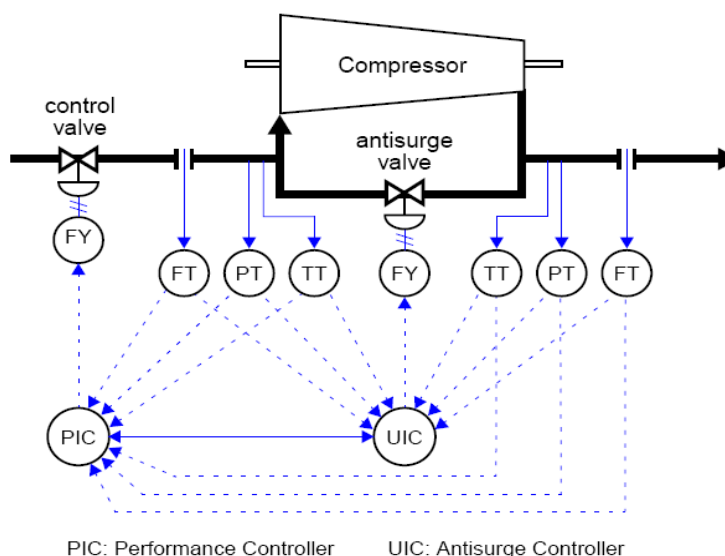 Compressor
control
valve
antisurge
valve
FY
FT
PT
TT
FY
TT
PT
FT
PIC
UIC
PIC: Performance Controller
UIC: Antisurge Controller